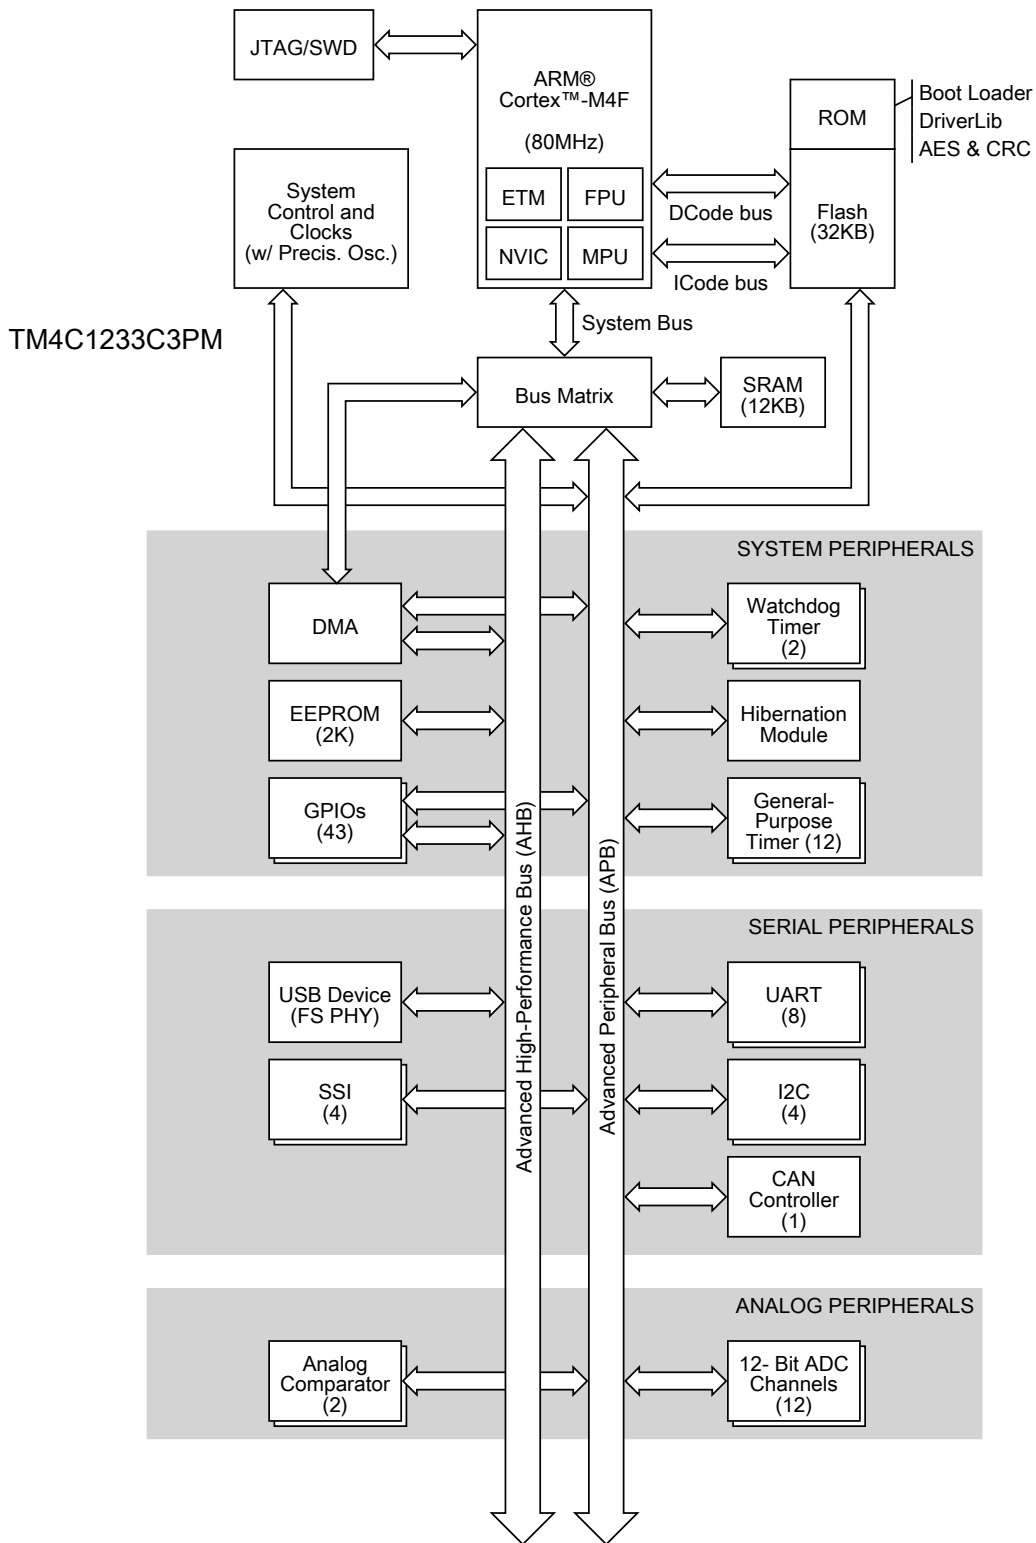 JTAG/SWD
ARM®
Cortex™-M4F
(80MHz)
ETM
FPU
NVIC
MPU
ROM
Boot Loader
DriverLib
AES & CRC
Flash
(32KB)
DCode bus
ICode bus
System
Control and
Clocks
(w/ Precis. Osc.)
TM4C1233C3PM
System Bus
Bus Matrix
SRAM
(12KB)
SYSTEM PERIPHERALS
DMA
Watchdog
Timer
(2)
EEPROM
(2K)
Hibernation
Module
GPIOs
(43)
General-
Purpose
Timer (12)
Advanced High-Performance Bus (AHB)
Advanced Peripheral Bus (APB)
SERIAL PERIPHERALS
USB Device
(FS PHY)
UART
(8)
SSI
(4)
I2C
(4)
CAN
Controller
(1)
ANALOG PERIPHERALS
Analog
Comparator
(2)
12- Bit ADC
Channels
(12)